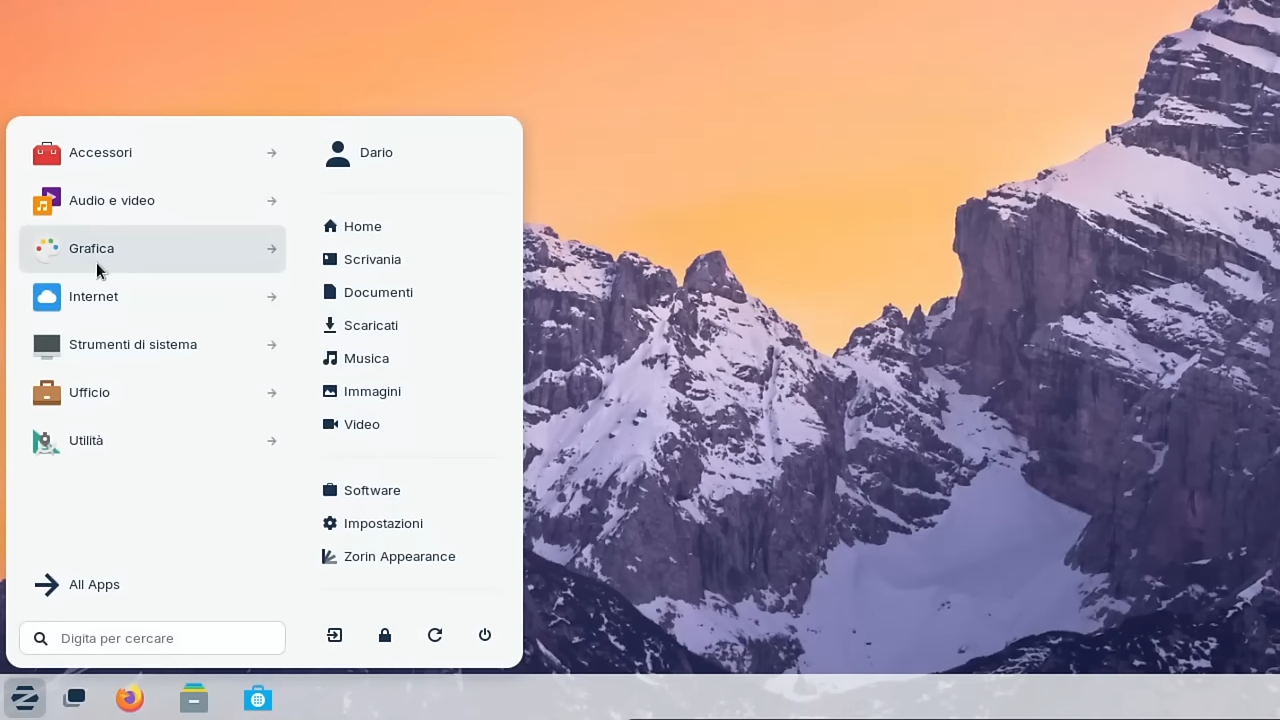 Accessori
Audio e video
Grafica
Internet
Strumenti di sistema
Ufficio
Utilità
All Apps
Digita per cercare
Dario
Home
Scrivania
Documenti
Scaricati
Musica
Immagini
Video
Software
Impostazioni
Zorin Appearance